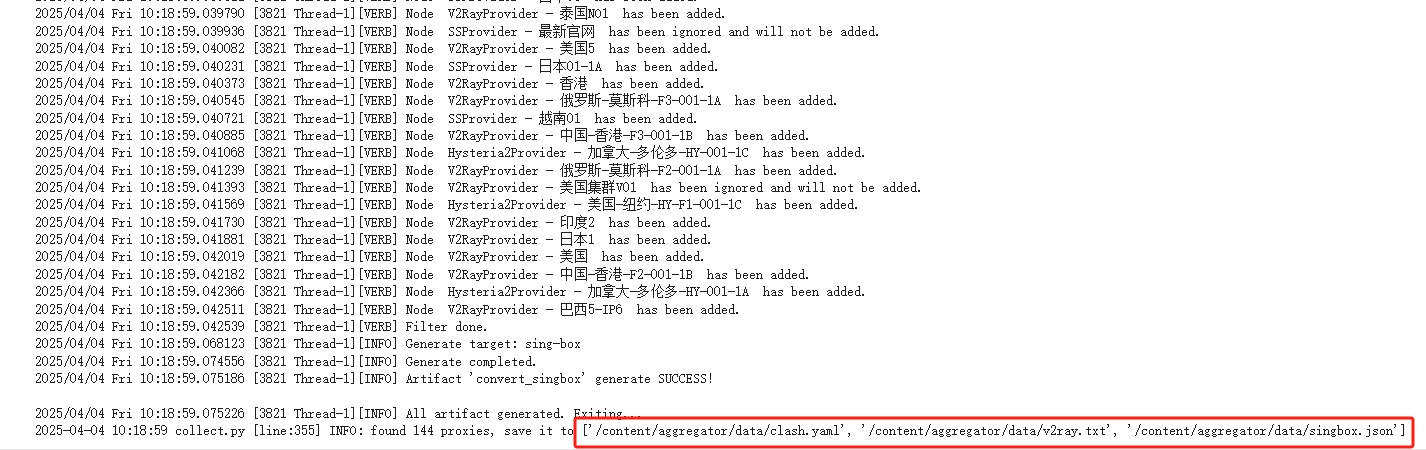 2025/04/04 Fri 10:18:59.039790 [3821 Thread-1][VERB] Node  V2RayProvider - 泰国NO1  has been added.
2025/04/04 Fri 10:18:59.039936 [3821 Thread-1][VERB] Node  SSProvider - 最新官网  has been ignored and will not be added.
2025/04/04 Fri 10:18:59.040082 [3821 Thread-1][VERB] Node  V2RayProvider - 美国5  has been added.
2025/04/04 Fri 10:18:59.040231 [3821 Thread-1][VERB] Node  SSProvider - 日本01-1A  has been added.
2025/04/04 Fri 10:18:59.040373 [3821 Thread-1][VERB] Node  V2RayProvider - 香港  has been added.
2025/04/04 Fri 10:18:59.040545 [3821 Thread-1][VERB] Node  V2RayProvider - 俄罗斯-莫斯科-F3-001-1A  has been added.
2025/04/04 Fri 10:18:59.040721 [3821 Thread-1][VERB] Node  SSProvider - 越南01  has been added.
2025/04/04 Fri 10:18:59.040885 [3821 Thread-1][VERB] Node  V2RayProvider - 中国-香港-F3-001-1B  has been added.
2025/04/04 Fri 10:18:59.041068 [3821 Thread-1][VERB] Node  Hysteria2Provider - 加拿大-多伦多-HY-001-1C  has been added.
2025/04/04 Fri 10:18:59.041239 [3821 Thread-1][VERB] Node  V2RayProvider - 俄罗斯-莫斯科-F2-001-1A  has been added.
2025/04/04 Fri 10:18:59.041393 [3821 Thread-1][VERB] Node  V2RayProvider - 美国集群V01  has been ignored and will not be added.
2025/04/04 Fri 10:18:59.041569 [3821 Thread-1][VERB] Node  Hysteria2Provider - 美国-纽约-HY-F1-001-1C  has been added.
2025/04/04 Fri 10:18:59.041730 [3821 Thread-1][VERB] Node  V2RayProvider - 印度2  has been added.
2025/04/04 Fri 10:18:59.041881 [3821 Thread-1][VERB] Node  V2RayProvider - 日本1  has been added.
2025/04/04 Fri 10:18:59.042019 [3821 Thread-1][VERB] Node  V2RayProvider - 美国  has been added.
2025/04/04 Fri 10:18:59.042182 [3821 Thread-1][VERB] Node  V2RayProvider - 中国-香港-F2-001-1B  has been added.
2025/04/04 Fri 10:18:59.042366 [3821 Thread-1][VERB] Node  Hysteria2Provider - 加拿大-多伦多-HY-001-1A  has been added.
2025/04/04 Fri 10:18:59.042511 [3821 Thread-1][VERB] Node  V2RayProvider - 巴西5-IP6  has been added.
2025/04/04 Fri 10:18:59.042539 [3821 Thread-1][VERB] Filter done.
2025/04/04 Fri 10:18:59.068123 [3821 Thread-1][INFO] Generate target: sing-box
2025/04/04 Fri 10:18:59.074556 [3821 Thread-1][INFO] Generate completed.
2025/04/04 Fri 10:18:59.075186 [3821 Thread-1][INFO] Artifact 'convert_singbox' generate SUCCESS!
2025/04/04 Fri 10:18:59.075226 [3821 Thread-1][INFO] All artifact generated. Exiting...
2025-04-04 10:18:59 collect.py [line:355] INFO: found 144 proxies, save it to ['/content/aggregator/data/clash.yaml', '/content/aggregator/data/v2ray.txt', '/content/aggregator/data/singbox.json']